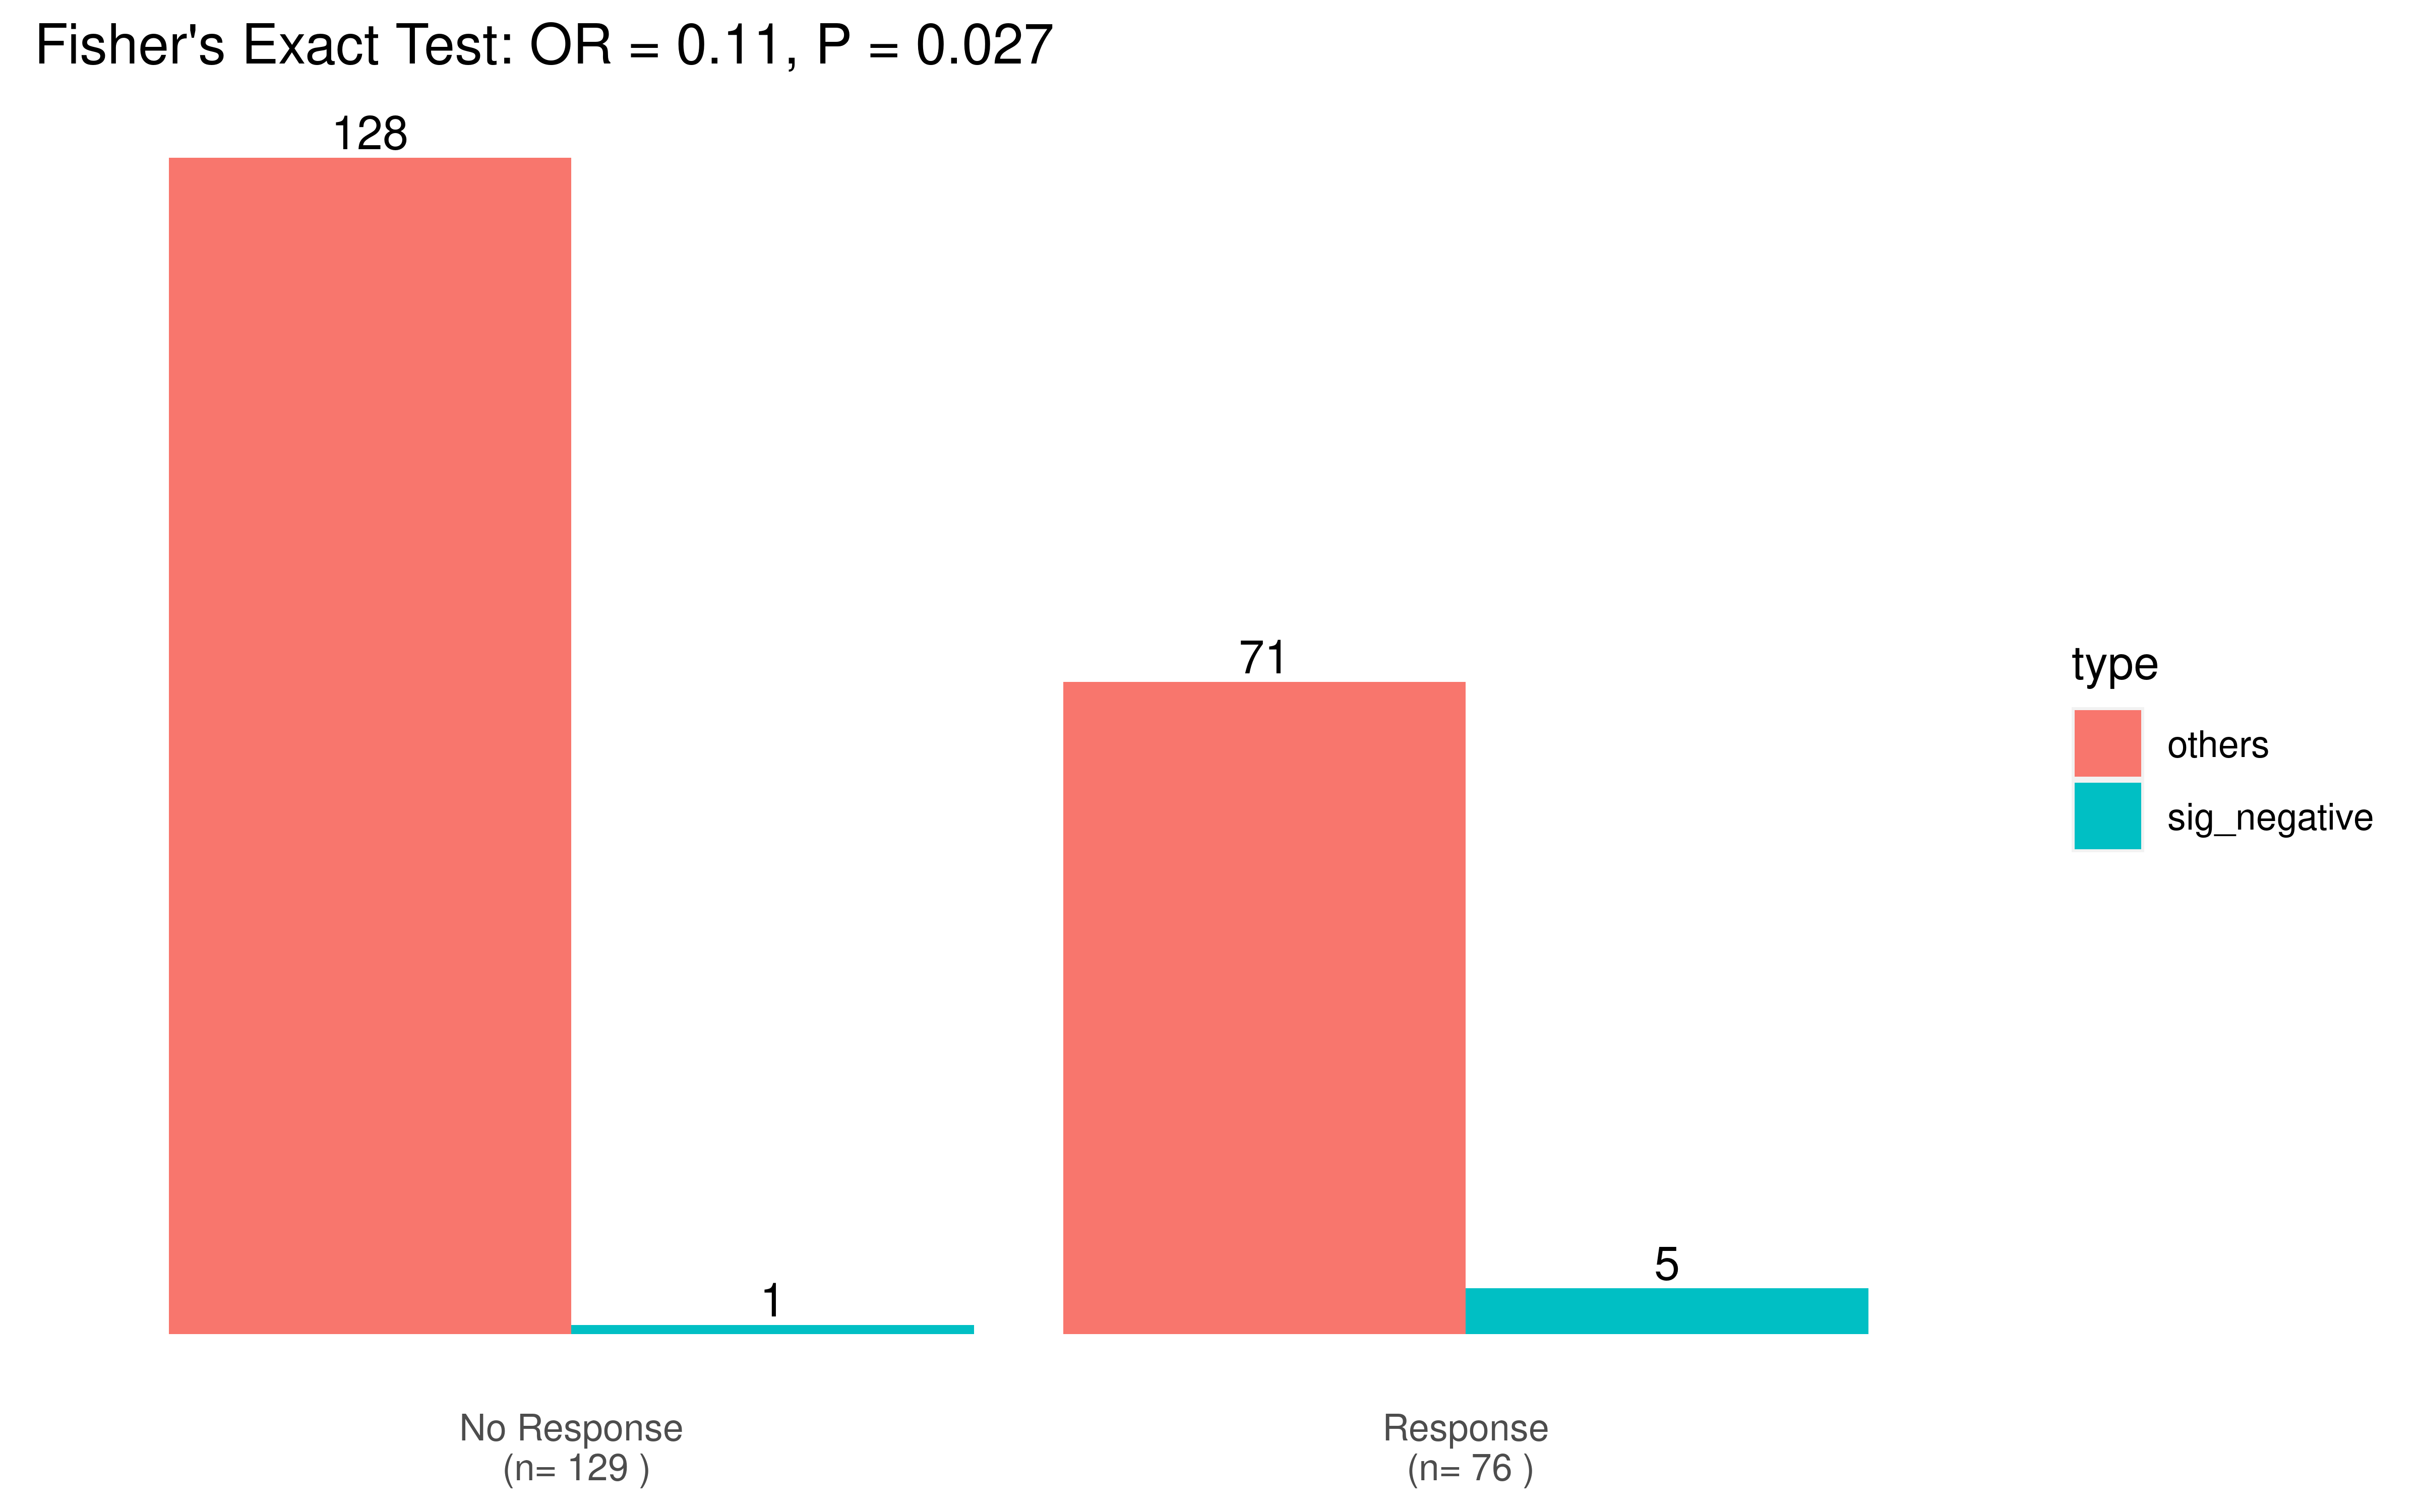 Fisher's Exact Test: OR = 0.11, P = 0.027
128
1
71
5
type
others
sig_negative
No Response
(n= 129 )
Response
(n= 76 )